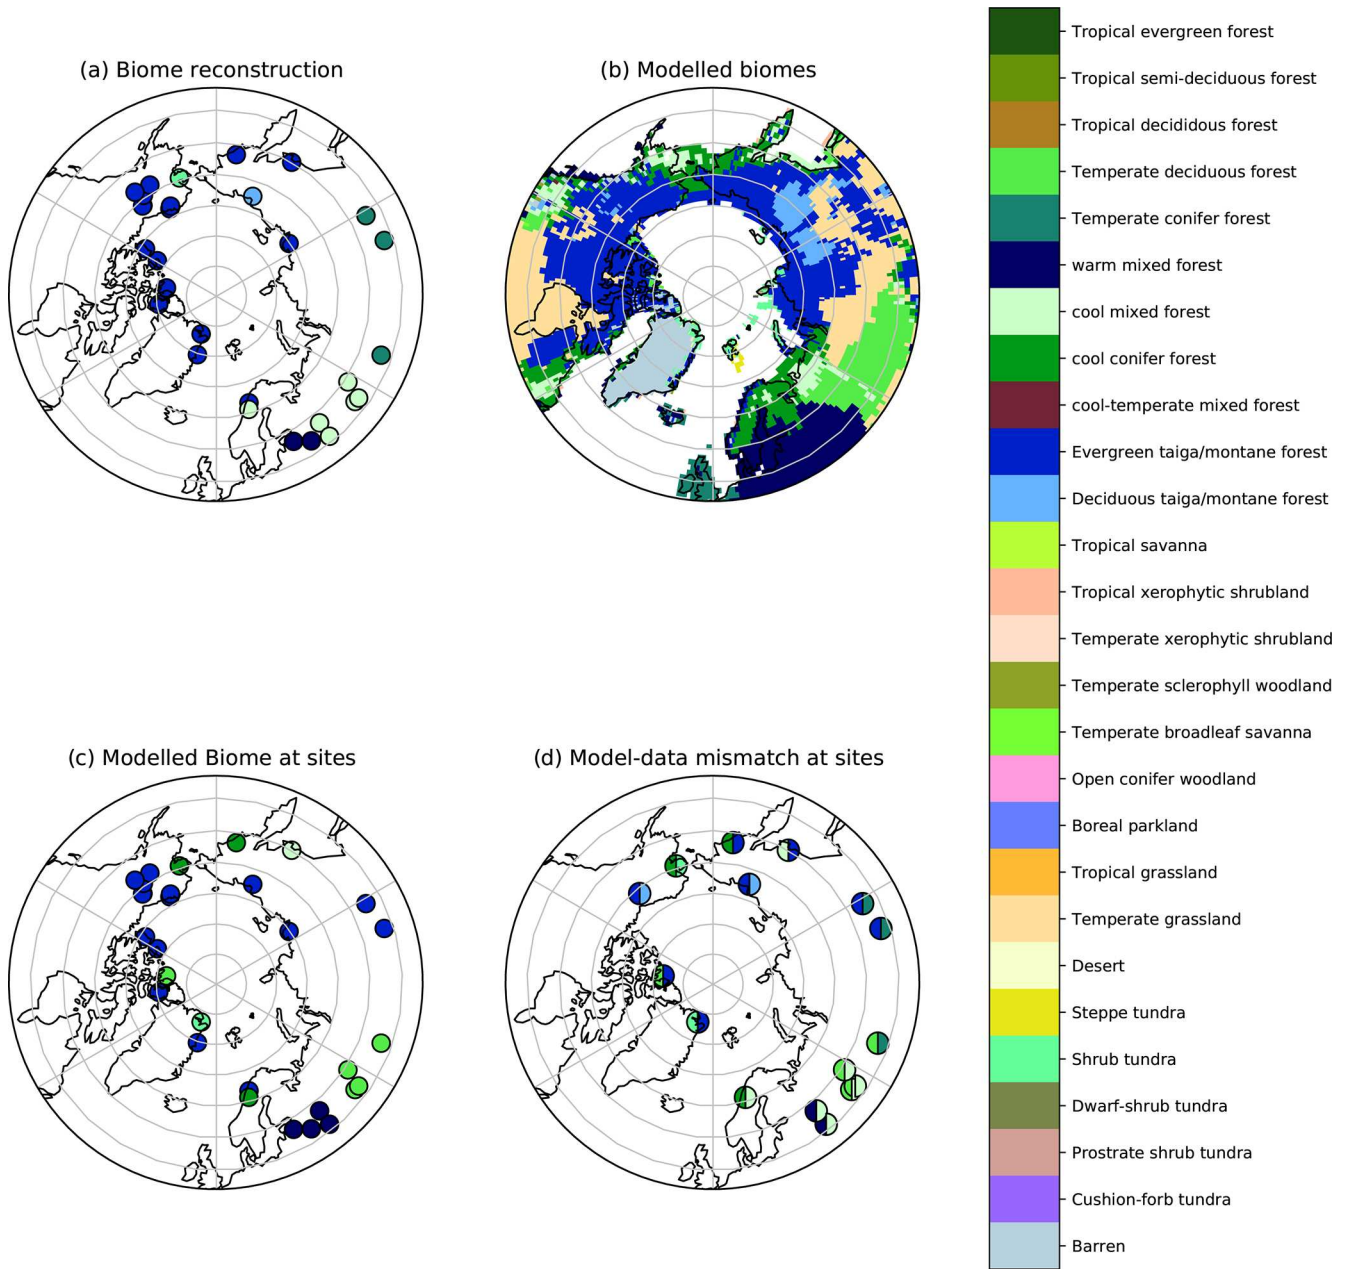 (a) Biome reconstruction
(b) Modelled biomes
(c) Modelled Biome at sites
(d) Model-data mismatch at sites
Tropical evergreen forest
Tropical semi-deciduous forest
Tropical decididous forest
Temperate deciduous forest
Temperate conifer forest
warm mixed forest
cool mixed forest
cool conifer forest
cool-temperate mixed forest
Evergreen taiga/montane forest
Deciduous taiga/montane forest
Tropical savanna
Tropical xerophytic shrubland
Temperate xerophytic shrubland
Temperate sclerophyll woodland
Temperate broadleaf savanna
Open conifer woodland
Boreal parkland
Tropical grassland
Temperate grassland
Desert
Steppe tundra
Shrub tundra
Dwarf-shrub tundra
Prostrate shrub tundra
Cushion-forb tundra
Barren